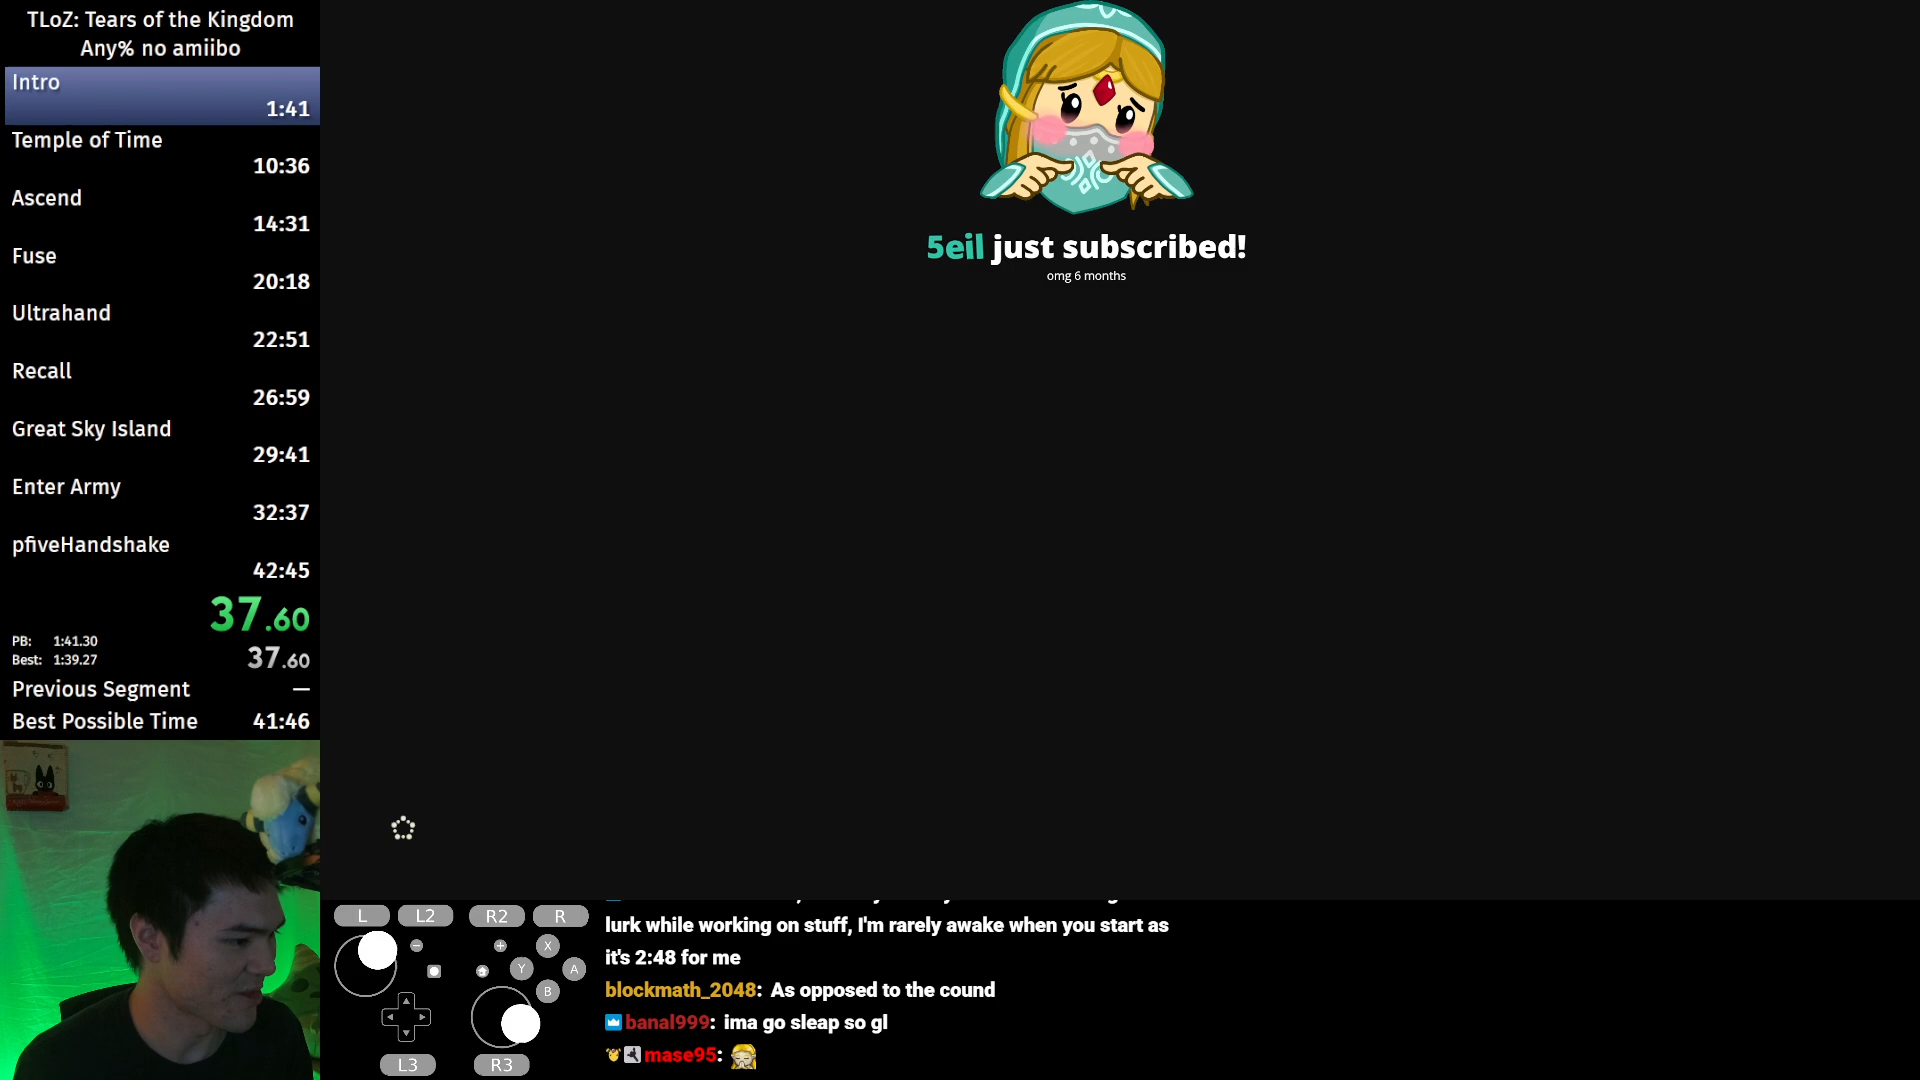 TLoZ: Tears of the Kingdom
Any% no amiibo
Intro
1:41
Temple of Time
10:36
Ascend
14:31
Fuse
20:18
Ultrahand
22:51
Recall
26:59
Great Sky Island
29:41
Enter Army
32:37
pfiveHandshake
42:45
37.60
PB: 1:41.30
Best: 1:39.27
37.60
Previous Segment —
Best Possible Time 41:46
5eil just subscribed!
omg 6 months
L L2 R2 R
X
Y A
B
L3 R3
lurk while working on stuff, I'm rarely awake when you start as
it's 2:48 for me
blockmath_2048: As opposed to the cound
banal999: ima go sleap so gl
mase95: